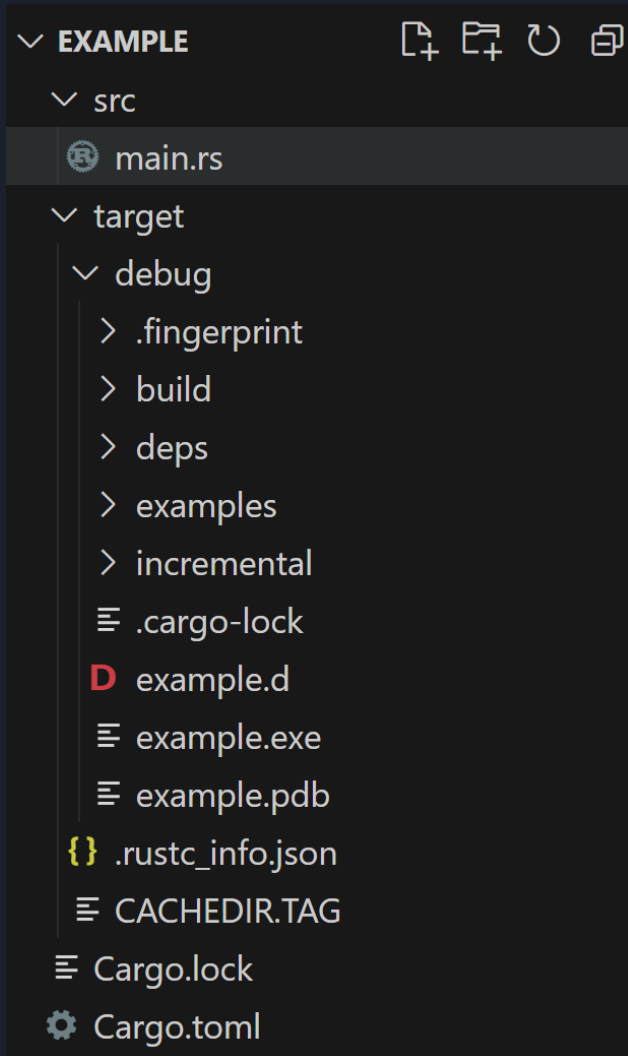 EXAMPLE
src
main.rs
target
debug
.fingerprint
build
deps
examples
incremental
.cargo-lock
D example.d
example.exe
example.pdb
{} .rustc_info.json
CACHEDIR.TAG
Cargo.lock
Cargo.toml